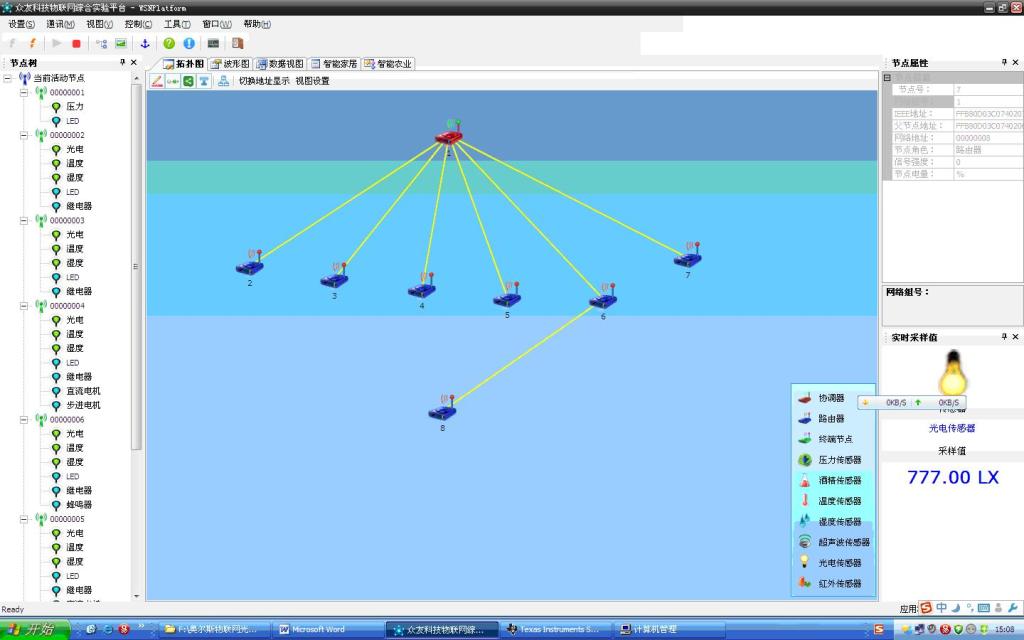 众友科技物联网综合实验平台 - WSNPlatform
设置(S) 通讯(M) 视图(V) 控制(C) 工具(T) 窗口(W) 帮助(H)
节点树
当前活动节点
00000001
压力
LED
00000002
光电
温度
湿度
LED
继电器
00000003
光电
温度
湿度
LED
继电器
00000004
光电
温度
湿度
LED
继电器
直流电机
步进电机
00000006
光电
温度
湿度
LED
继电器
蜂鸣器
00000005
光电
温度
湿度
LED
继电器
拓扑图 波形图 数据视图 智能家居 智能农业
切换地址显示 视图设置
1
2
3
4
5
6
7
8
协调器
路由器
终端节点
压力传感器
酒精传感器
温度传感器
湿度传感器
超声波传感器
光电传感器
红外传感器
节点属性
节点信息
节点号: 7
1
IEEE地址:
父节点地址:
网络地址: 00000008
节点角色: 路由器
信号强度: 0
节点电量: %
网络组号:
实时采样值
0KB/S 0KB/S
传感器
光电传感器
采样值
777.00 LX
Ready
应用
中
开始
F:\奥尔斯物联网光...
Microsoft Word
众友科技物联网综...
Texas Instruments S...
计算机管理
15:08